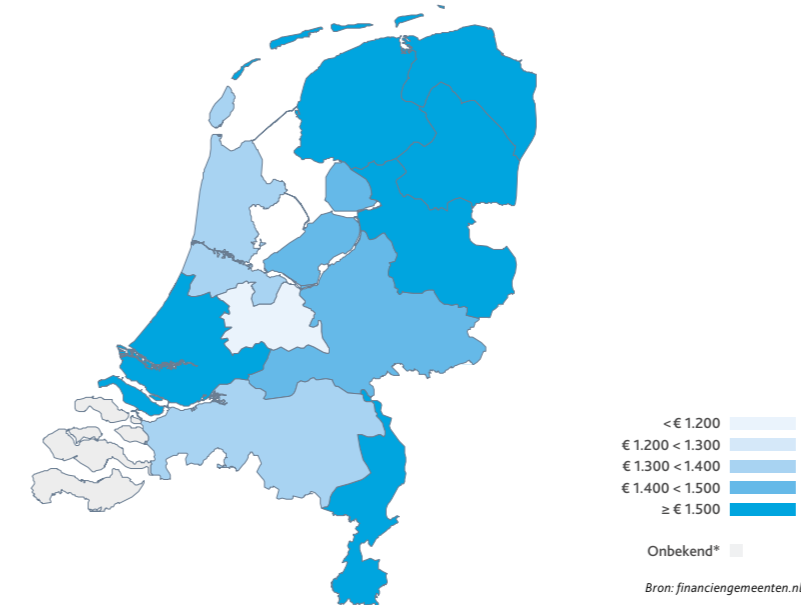 < € 1.200
€ 1.200 < 1.300
€ 1.300 < 1.400
€ 1.400 < 1.500
≥ € 1.500
Onbekend*
Bron: financiengemeenten.nl